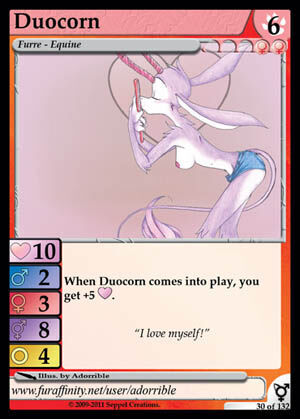 Duocorn
6
Furre - Equine
10
2
3
8
4
When Duocorn comes into play, you
get +5 .
"I love myself!"
Illus. by Adorrible
www.furaffinity.net/user/adorrible
© 2009-2011 Seppel Creations.
30 of 132